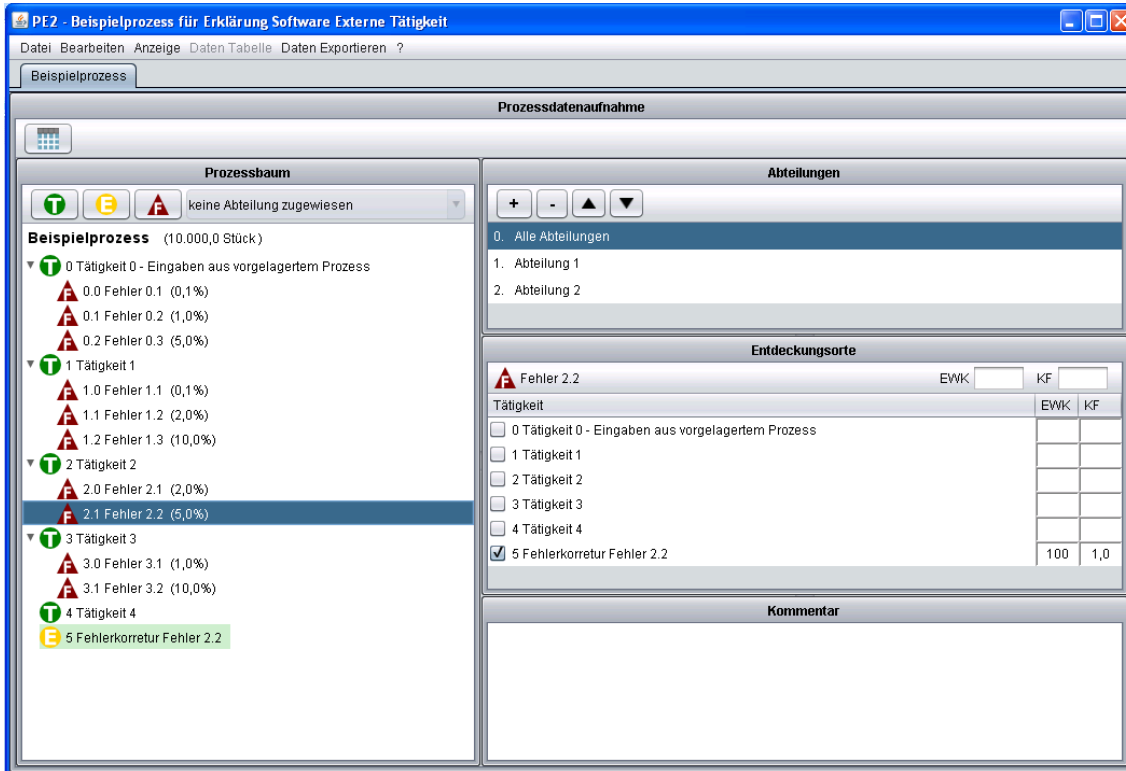 PE2 - Beispielprozess für Erklärung Software Externe Tätigkeit
Datei Bearbeiten Anzeige Daten Tabelle Daten Exportieren ?
Beispielprozess
Prozessdatenaufnahme
Prozessbaum
T E F keine Abteilung zugewiesen
Beispielprozess (10.000,0 Stück)
T 0 Tätigkeit 0 - Eingaben aus vorgelagertem Prozess
F 0.0 Fehler 0.1 (0,1%)
F 0.1 Fehler 0.2 (1,0%)
F 0.2 Fehler 0.3 (5,0%)
T 1 Tätigkeit 1
F 1.0 Fehler 1.1 (0,1%)
F 1.1 Fehler 1.2 (2,0%)
F 1.2 Fehler 1.3 (10,0%)
T 2 Tätigkeit 2
F 2.0 Fehler 2.1 (2,0%)
F 2.1 Fehler 2.2 (5,0%)
T 3 Tätigkeit 3
F 3.0 Fehler 3.1 (1,0%)
F 3.1 Fehler 3.2 (10,0%)
T 4 Tätigkeit 4
E 5 Fehlerkorretur Fehler 2.2
Abteilungen
+ -
0. Alle Abteilungen
1. Abteilung 1
2. Abteilung 2
Entdeckungsorte
F Fehler 2.2 EWK KF
Tätigkeit EWK KF
0 Tätigkeit 0 - Eingaben aus vorgelagertem Prozess
1 Tätigkeit 1
2 Tätigkeit 2
3 Tätigkeit 3
4 Tätigkeit 4
5 Fehlerkorretur Fehler 2.2 100 1,0
Kommentar